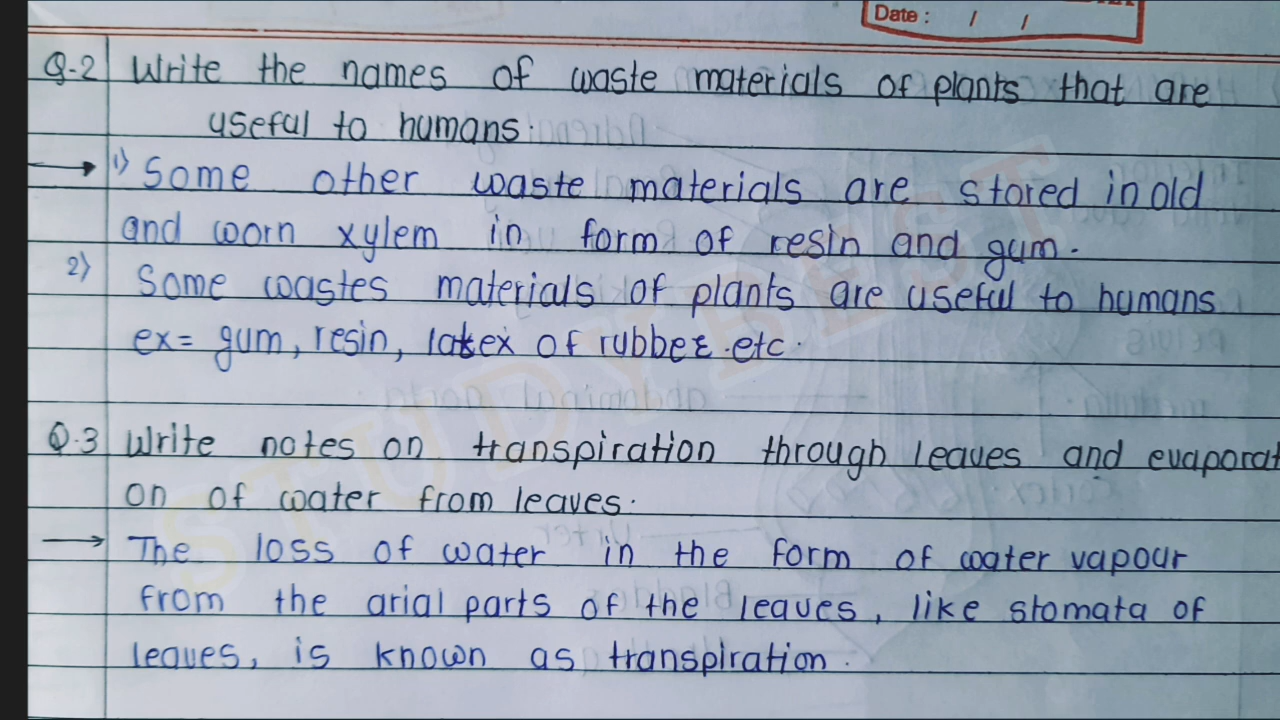 Date : / /
Q.2 Write the names of waste materials of plants that are
useful to humans.
→ 1) Some other waste materials are stored in old
and worn xylem in form of resin and gum.
2) Some wastes materials of plants are useful to humans
ex= gum, resin, latex of rubber. etc.
Q.3 Write notes on transpiration through leaves and evaporat
on of water from leaves.
→ The loss of water in the form of water vapour
from the arial parts of the leaves, like stomata of
leaves, is known as transpiration.
STUDYBEST